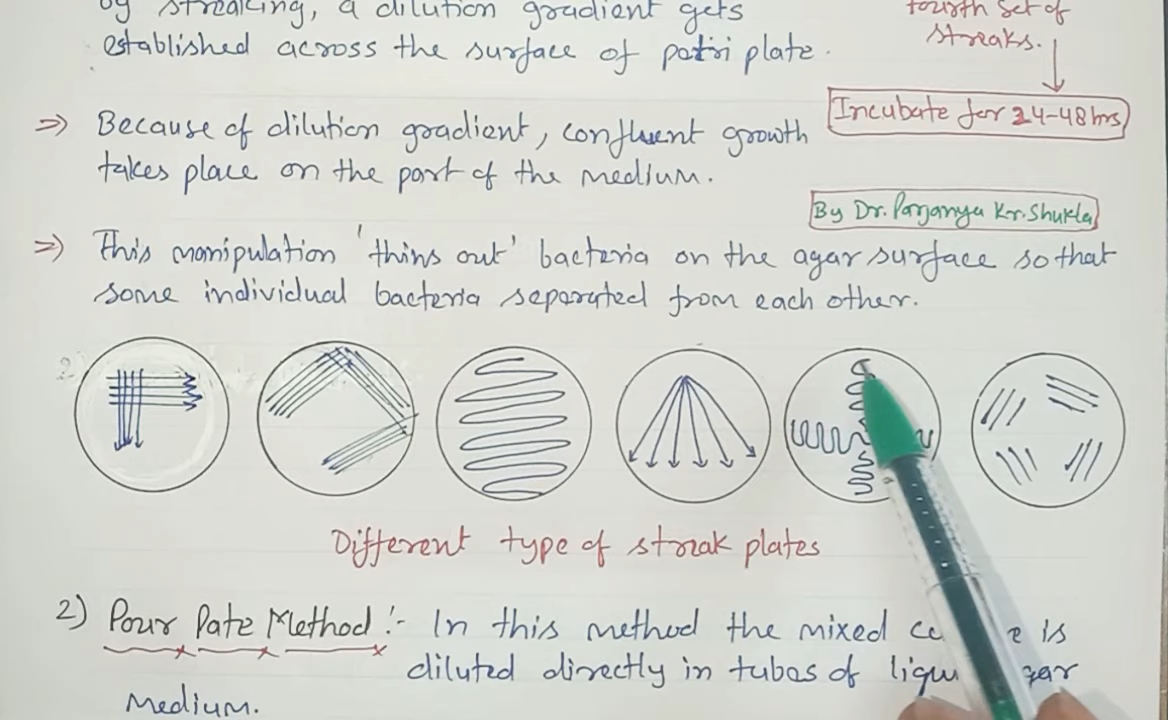 by streaking, a dilution gradient gets
established across the surface of petri plate.
fourth set of
streaks.
Incubate for 24-48 hrs
⇒ Because of dilution gradient, confluent growth
takes place on the part of the medium.
By Dr. Parjanya Kr. Shukla
⇒) This manipulation 'thins out' bacteria on the agar surface so that
some individual bacteria separated from each other.
Different type of streak plates
2) Pour Pate Method :- In this method the mixed is
diluted directly in tubes of
medium.